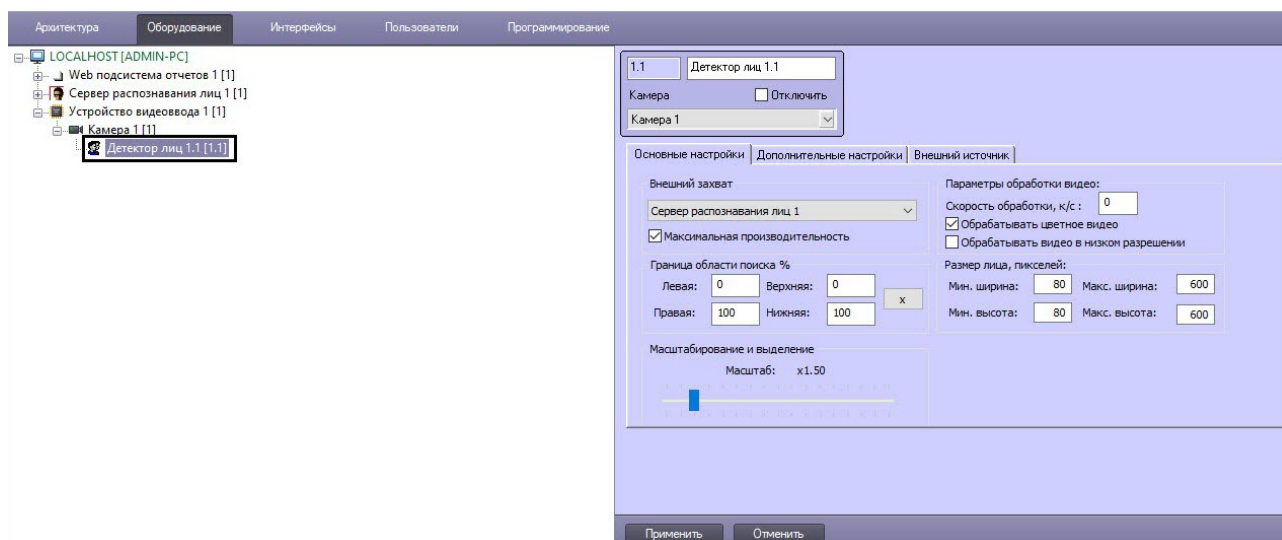 Архитектура Оборудование Интерфейсы Пользователи Программирование
LOCALHOST [ADMIN-PC]
Web подсистема отчетов 1 [1]
Сервер распознавания лиц 1 [1]
Устройство видеоввода 1 [1]
Камера 1 [1]
Детектор лиц 1.1 [1.1]
1.1 Детектор лиц 1.1
Камера Отключить
Камера 1
Основные настройки Дополнительные настройки Внешний источник
Внешний захват
Сервер распознавания лиц 1
Максимальная производительность
Параметры обработки видео:
Скорость обработки, к/с : 0
Обрабатывать цветное видео
Обрабатывать видео в низком разрешении
Граница области поиска %
Левая: 0 Верхняя: 0
Правая: 100 Нижняя: 100
x
Размер лица, пикселей:
Мин. ширина: 80 Макс. ширина: 600
Мин. высота: 80 Макс. высота: 600
Масштабирование и выделение
Масштаб: x1.50
Применить Отменить